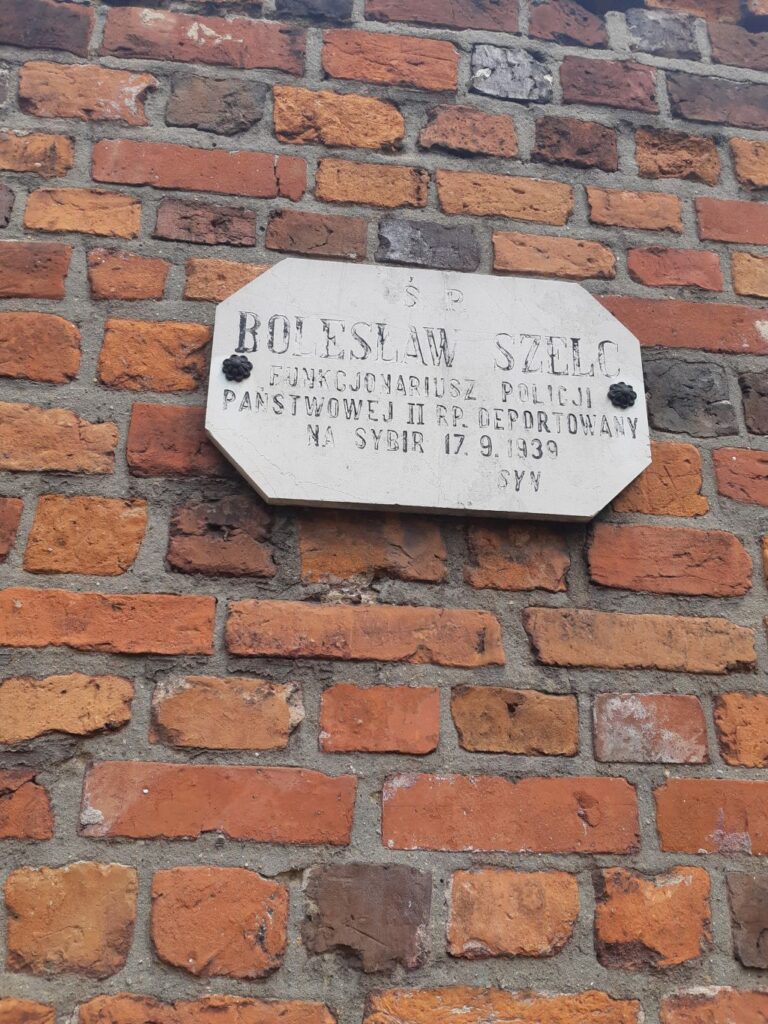 Ś P.
BOLESŁAW SZELC
FUNKCJONARIUSZ POLICJI
PAŃSTWOWEJ II RP. DEPORTOWANY
NA SYBIR 17. 9. 1939
SYN